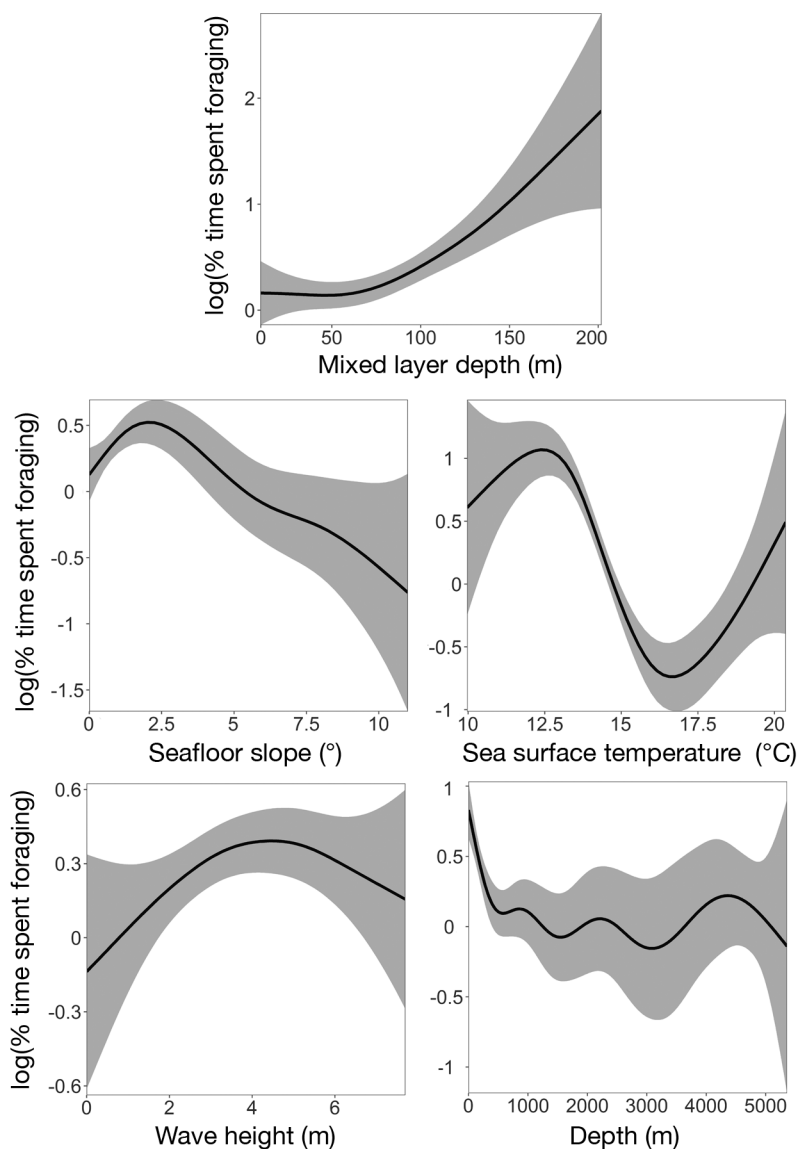 log(% time spent foraging)
2
1
0
0 50 100 150 200
Mixed layer depth (m)
log(% time spent foraging)
0.5
0
-0.5
-1
-1.5
0 2.5 5 7.5 10
Seafloor slope (°)
1
0.5
0
-0.5
-1
10 12.5 15 17.5 20
Sea surface temperature (°C)
log(% time spent foraging)
0.6
0.3
0
-0.3
-0.6
0 2 4 6
Wave height (m)
1
0.5
0
-0.5
-1
0 1000 2000 3000 4000 5000
Depth (m)